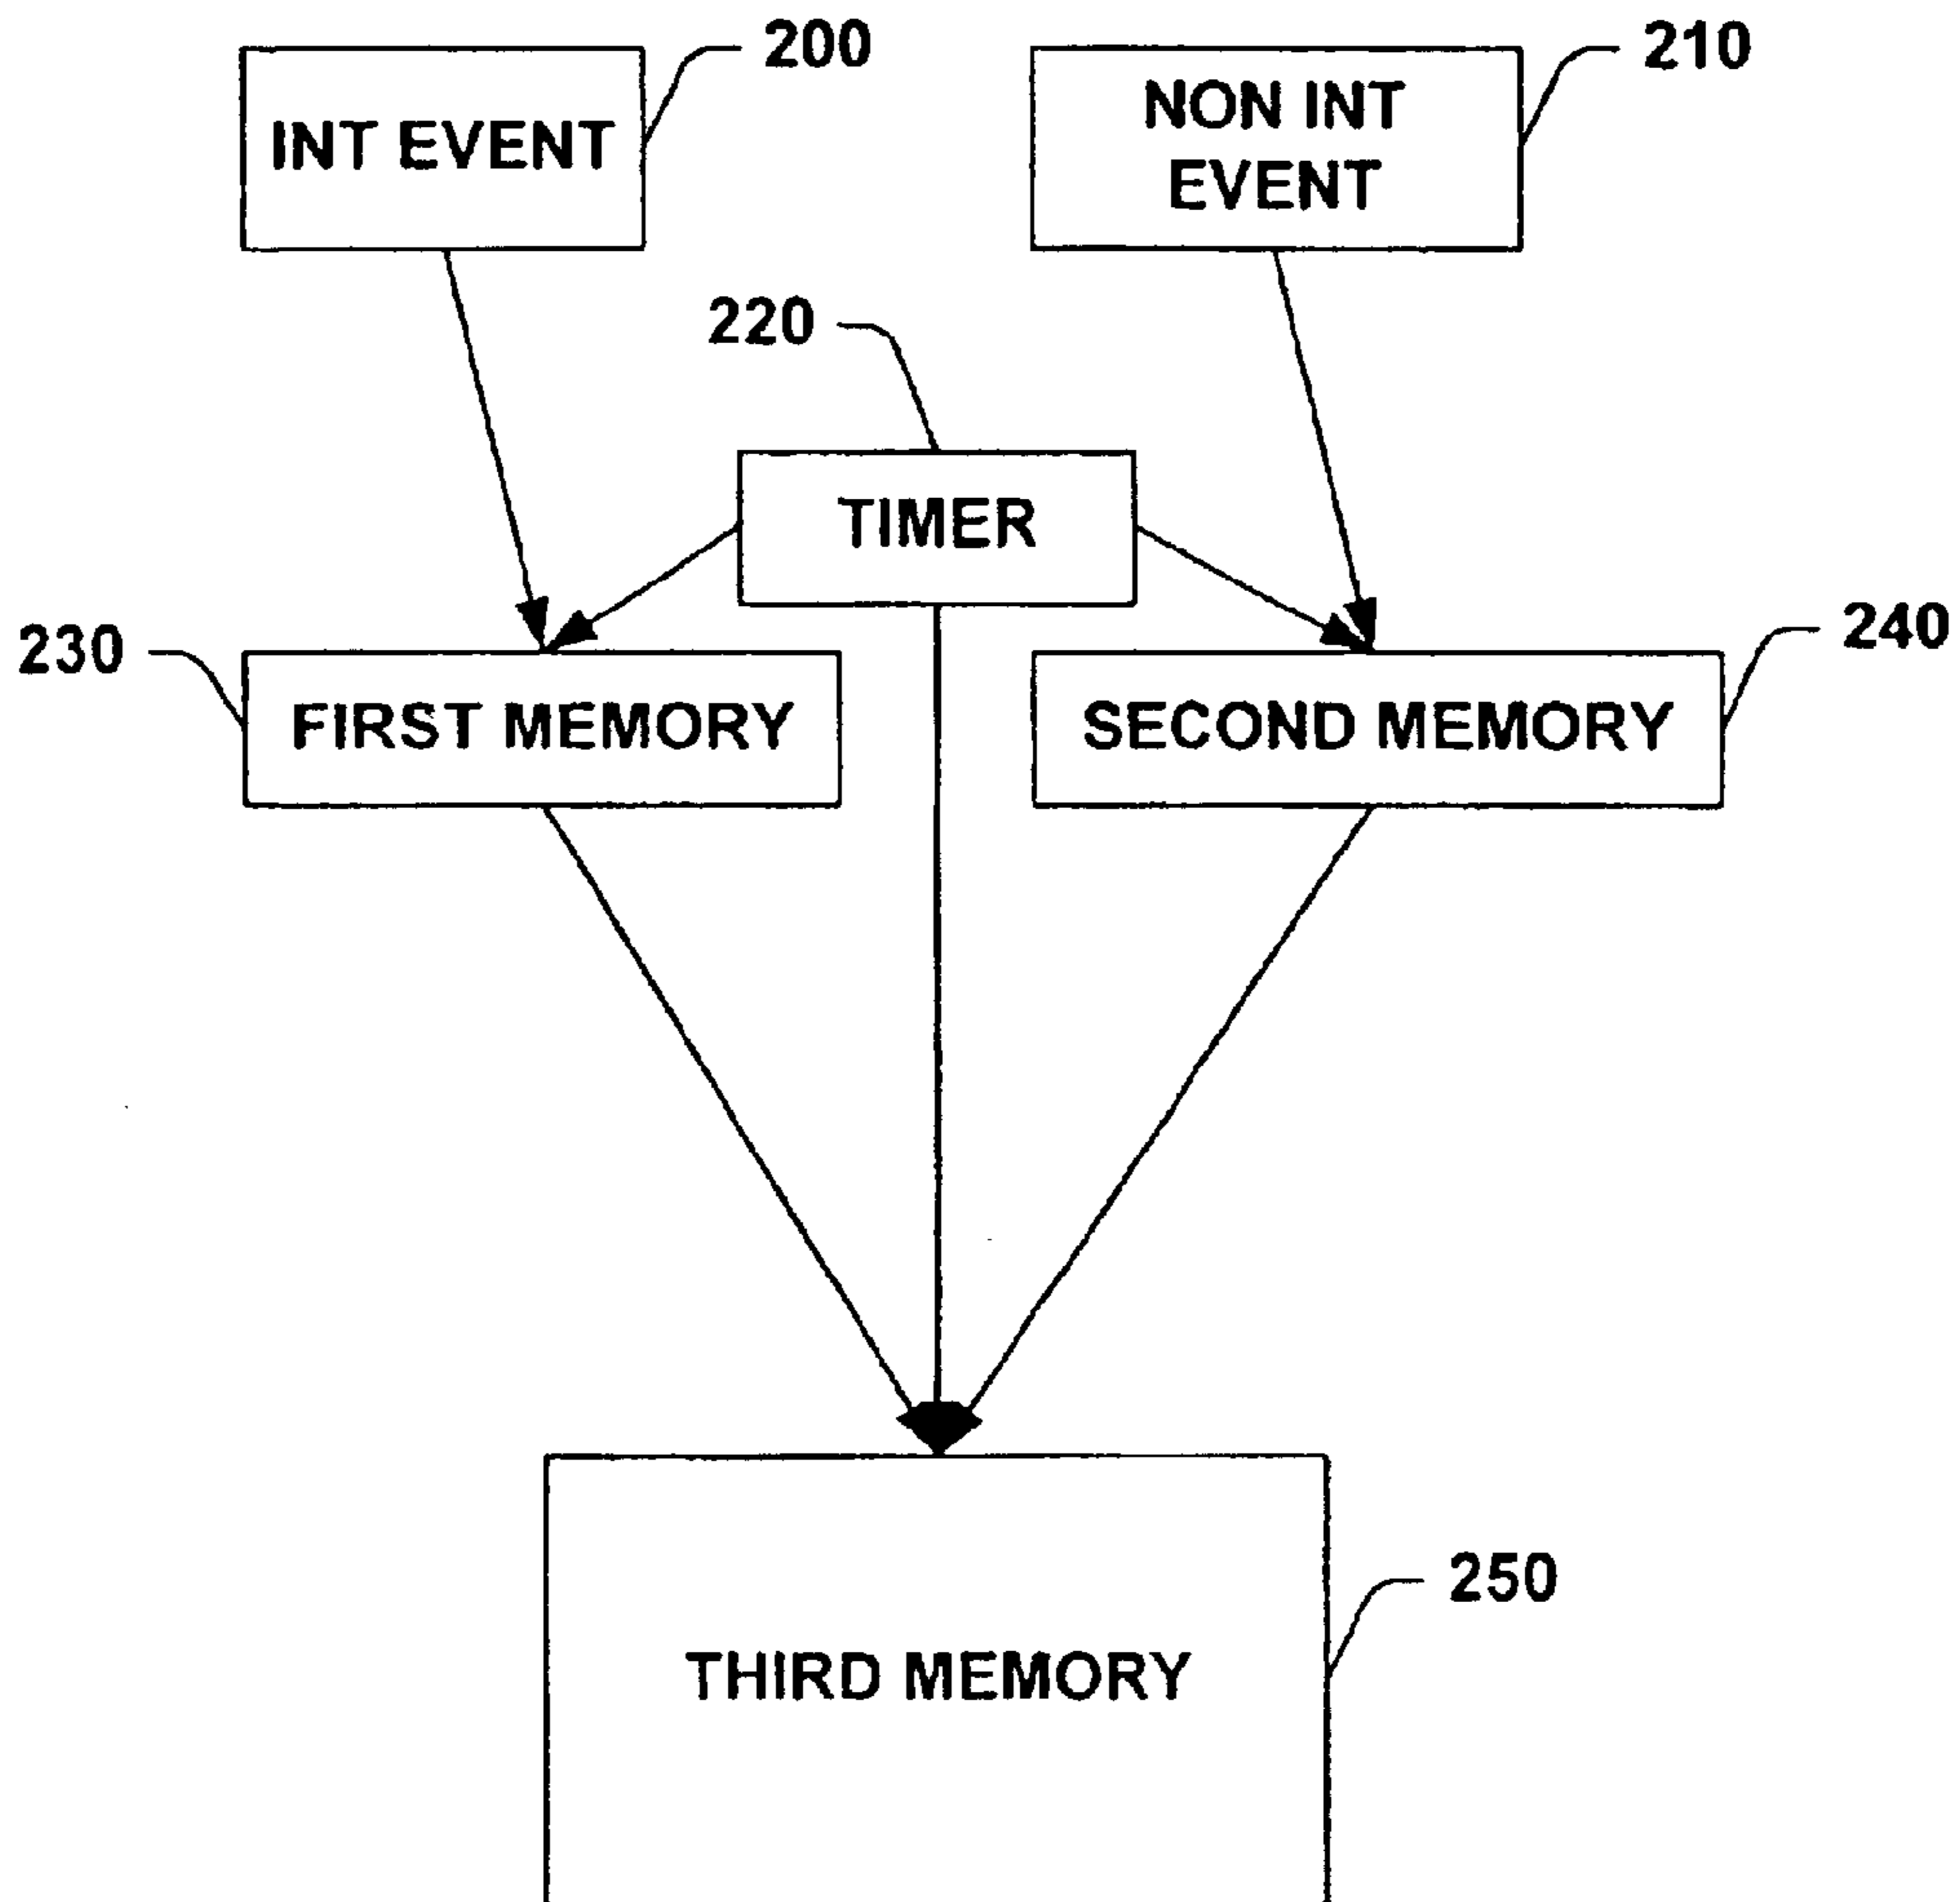 200
210
INT EVENT
NON INT
EVENT
220
TIMER
230
240
FIRST MEMORY
SECOND MEMORY
250
THIRD MEMORY